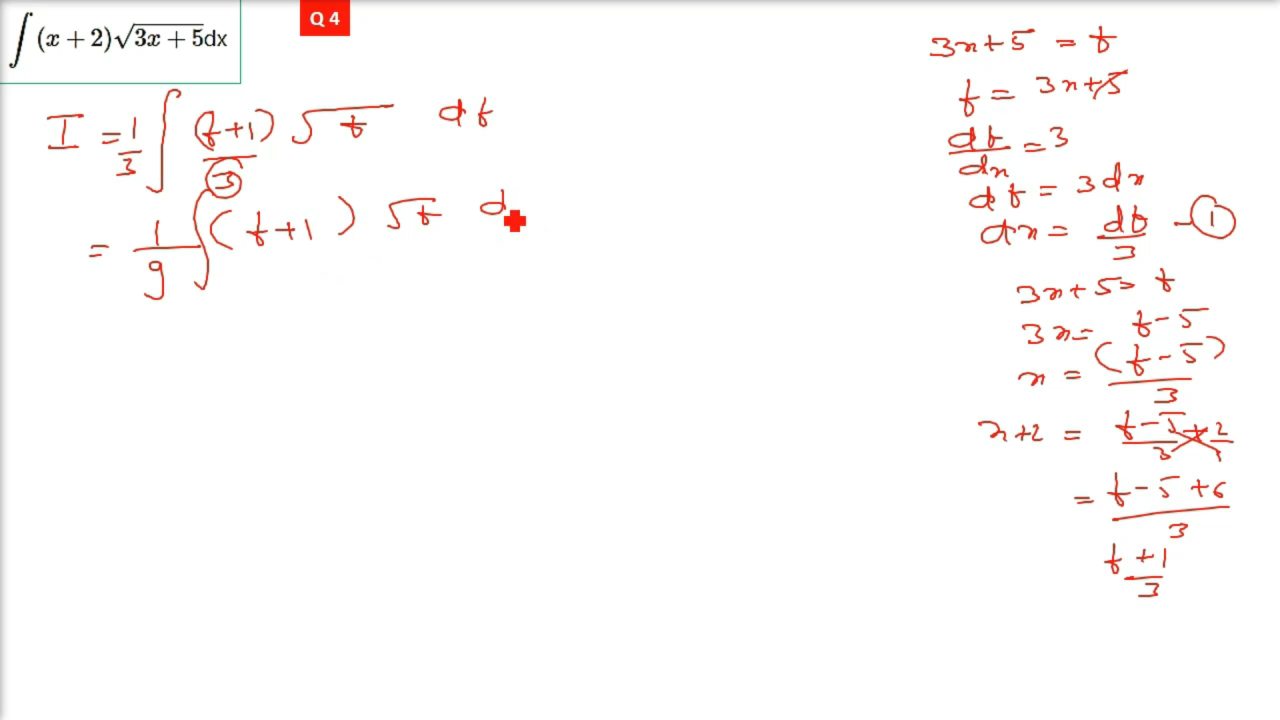 Q 4
∫ (x + 2)√3x + 5dx
I = 1/3 ∫ (t+1)/3 √t dt
= 1/9 ∫ (t+1) √t d
3x+5 = t
t = 3x+5
dt/dx = 3
dt = 3dx
dx = dt/3 - 1
3x+5= t
3x= t-5
x = (t-5)/3
x+2 = t-5/3 + 2/1
= t-5+6/3
t+1/3